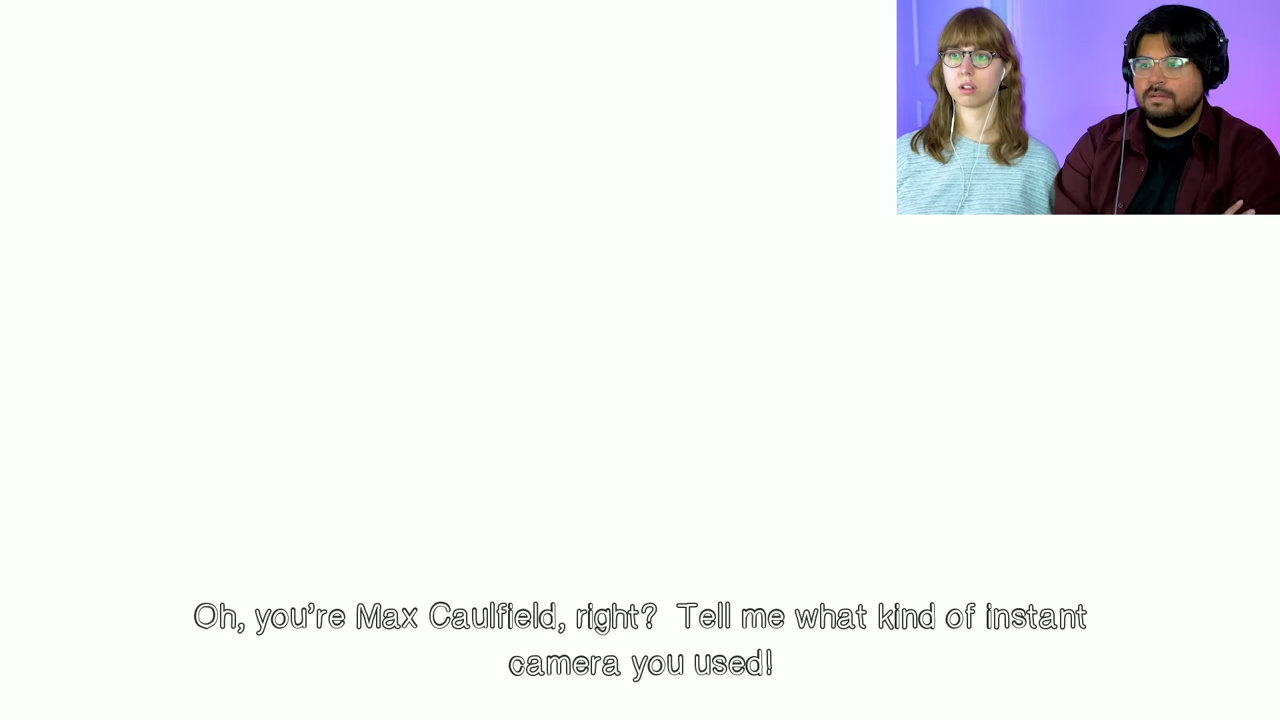 Oh, you're Max Caulfield, right?  Tell me what kind of instant
camera you used!